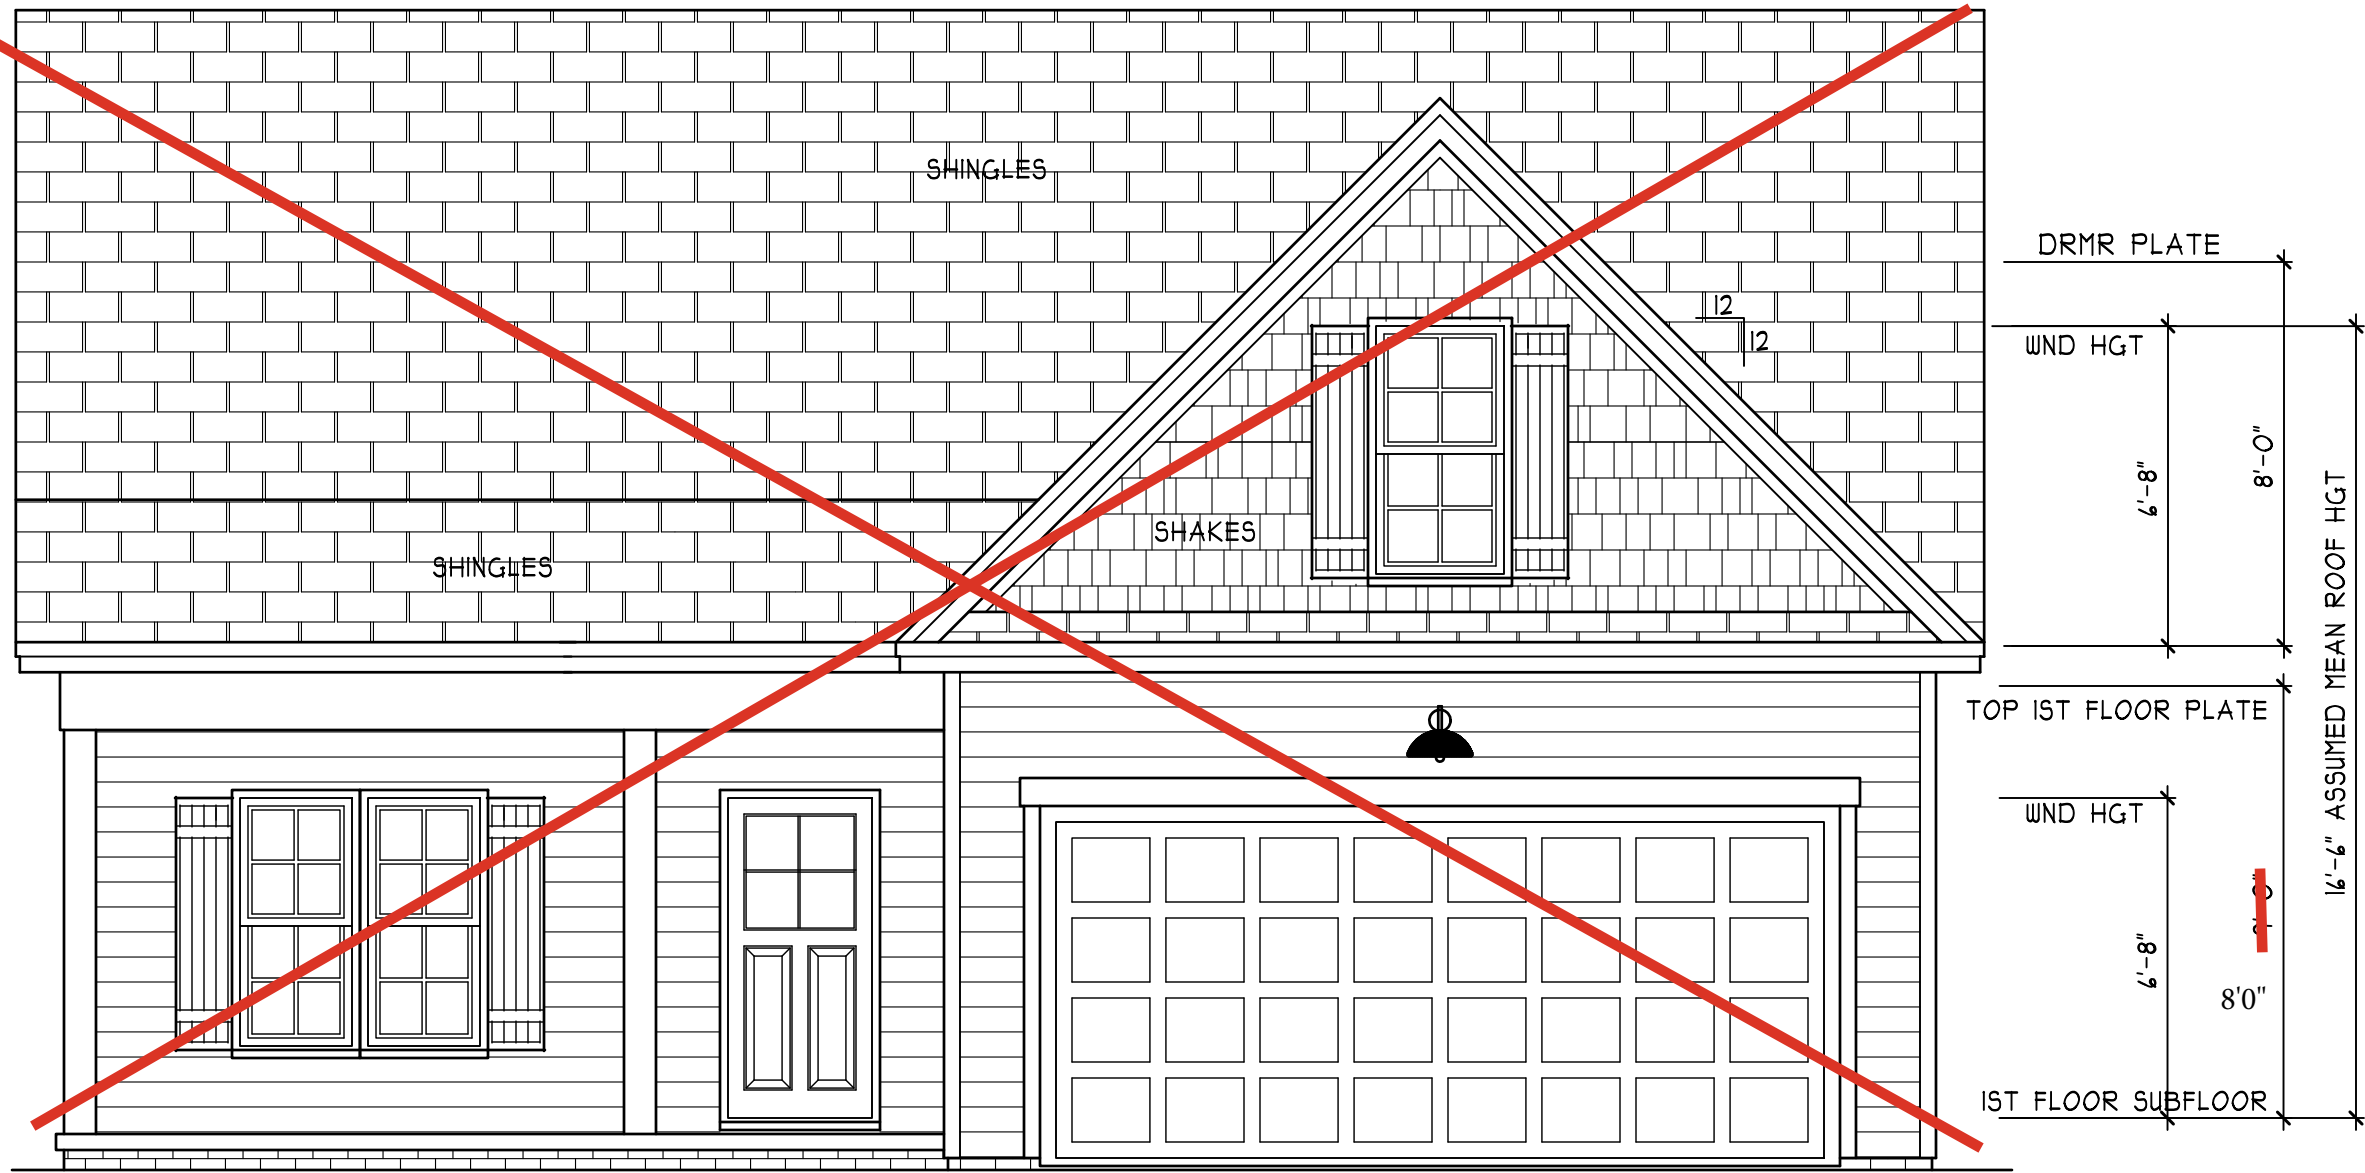 SHINGLES
SHINGLES
SHAKES
12
12
DRMR PLATE
WND HGT
6'-8"
8'-0"
TOP 1ST FLOOR PLATE
WND HGT
6'-8"
8'0"
16'-6" ASSUMED MEAN ROOF HGT
1ST FLOOR SUBFLOOR